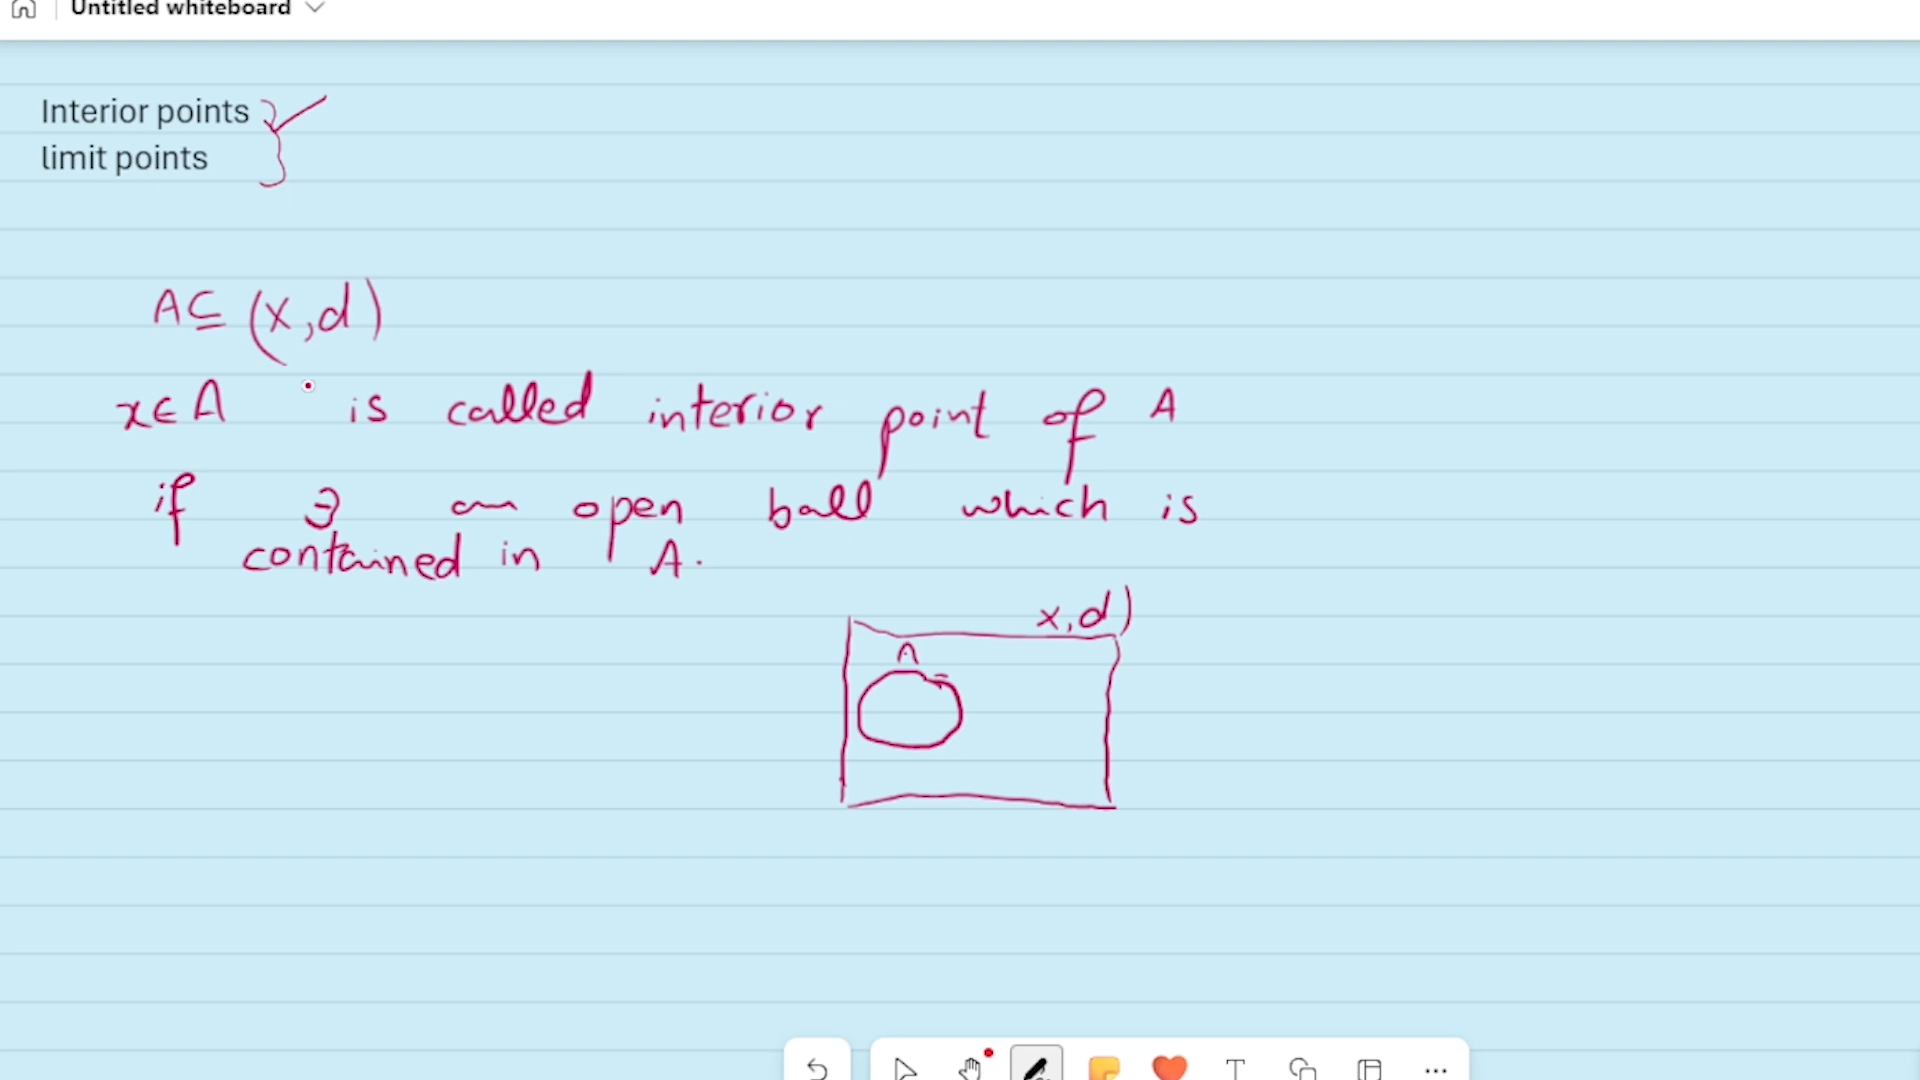 Untitled whiteboard
Interior points
limit points
A ⊆ (X,d)
x∈A is called interior point of A
if ∃ an open ball which is
contained in A.
x,d)
A